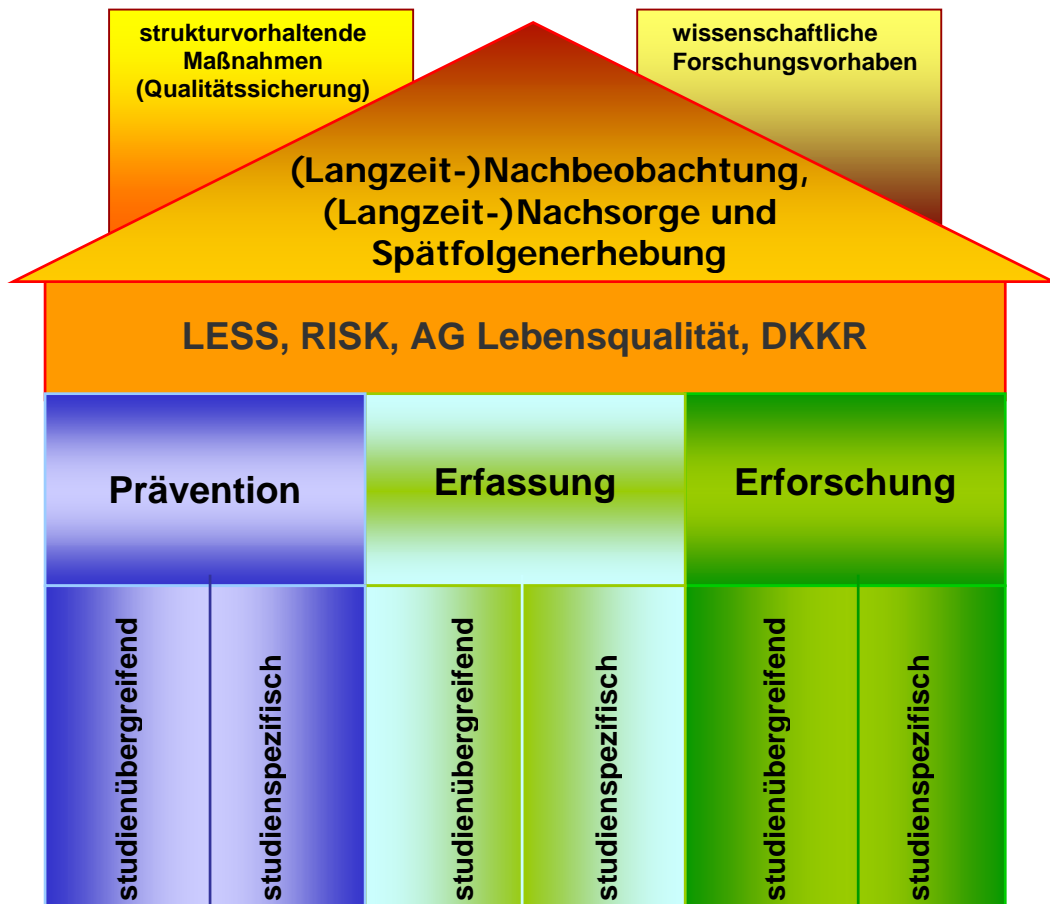 strukturvorhaltende
Maßnahmen
(Qualitätssicherung)
wissenschaftliche
Forschungsvorhaben
(Langzeit-)Nachbeobachtung,
(Langzeit-)Nachsorge und
Spätfolgenerhebung
LESS, RISK, AG Lebensqualität, DKKR
Prävention
Erfassung
Erforschung
studienübergreifend
studienspezifisch
studienübergreifend
studienspezifisch
studienübergreifend
studienspezifisch